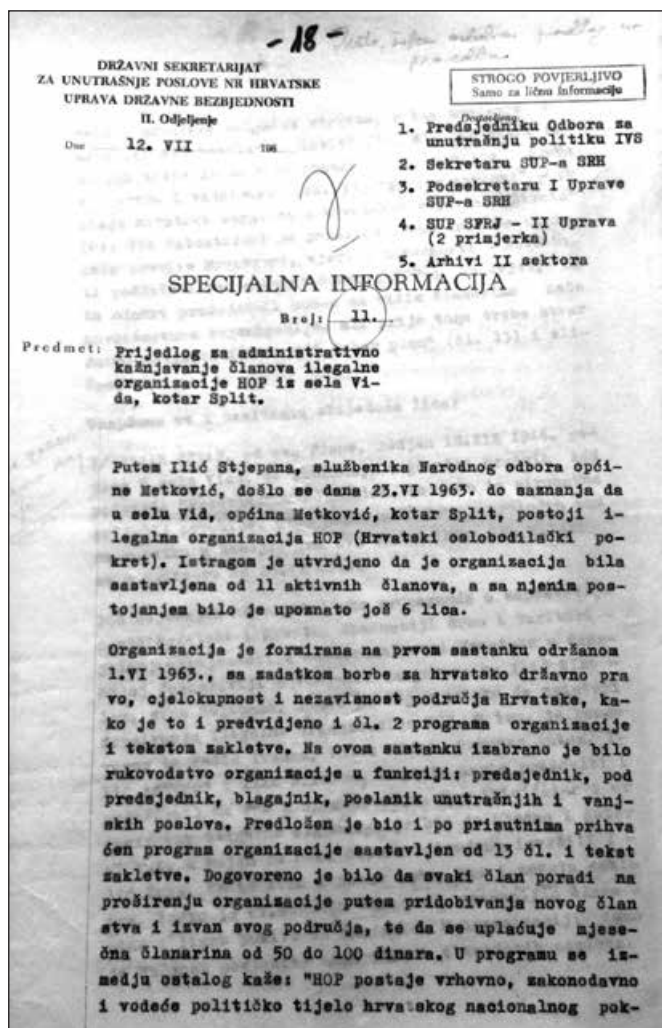 - 18 -
DRŽAVNI SEKRETARIJAT
ZA UNUTRAŠNJE POSLOVE NR HRVATSKE
UPRAVA DRŽAVNE BEZBJEDNOSTI
II. Odjeljenje
Dne 12. VII 196
STROGO POVJERLJIVO
Samo za ličnu informaciju
Dostavljeno:
1. Predsjedniku Odbora za
unutrašnju politiku IVS
2. Sekretaru SUP-a SRH
3. Podsekretaru I Uprave
SUP-a SRH
4. SUP SFRJ - II Uprava
(2 primjerka)
5. Arhivi II sektora
SPECIJALNA INFORMACIJA
Broj: 11.
Predmet: Prijedlog za administrativno
kažnjavanje članova ilegalne
organizacije HOP iz sela Vi-
da, kotar Split.
Putem Ilić Stjepana, službenika Narodnog odbora opći-
ne Metković, došlo se dana 23.VI 1963. do saznanja da
u selu Vid, općina Metković, kotar Split, postoji i-
legalna organizacija HOP (Hrvatski oslobodilački po-
kret). Istragom je utvrdjeno da je organizacija bila
sastavljena od 11 aktivnih članova, a sa njenim pos-
tojanjem bilo je upoznato još 6 lica.
Organizacija je formirana na prvom sastanku održanom
1.VI 1963., sa zadatkom borbe za hrvatsko državno pra
vo, cjelokupnost i nezavisnost područja Hrvatske, ka-
ko je to i predvidjeno i čl. 2 programa organizacije
i tekstom zakletve. Na ovom sastanku izabrano je bilo
rukovodstvo organizacije u funkciji: predsjednik, pod
predsjednik, blagajnik, poslanik unutrašnjih i vanj-
skih poslova. Predložen je bio i po prisutnima prihva
ćen program organizacije sastavljen od 13 čl. i tekst
zakletve. Dogovoreno je bilo da svaki član poradi na
proširenju organizacije putem pridobivanja novog član
stva i izvan svog područja, te da se uplaćuje mjese-
čna članarina od 50 do 100 dinara. U programu se iz-
medju ostalog kaže: "HOP postaje vrhovno, zakonodavno
i vodeće političko tijelo hrvatskog nacionalnog pok-